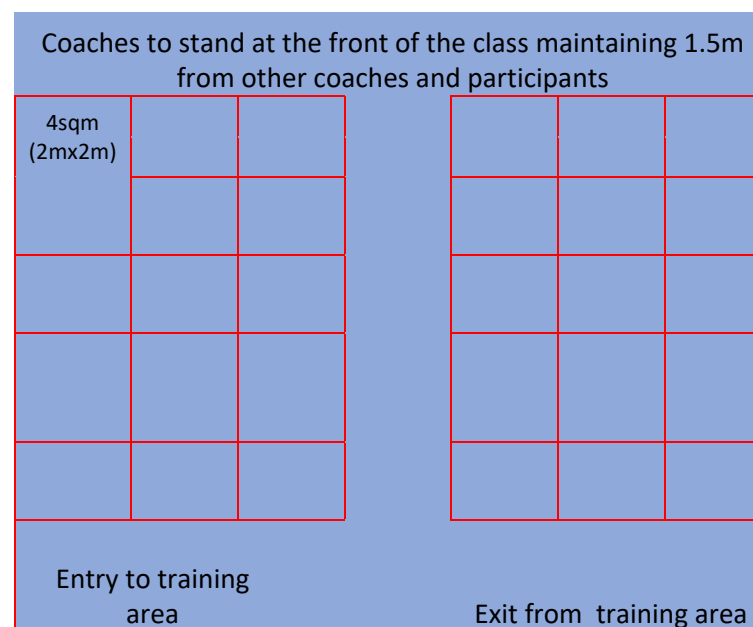 Coaches to stand at the front of the class maintaining 1.5m
from other coaches and participants
4sqm
(2mx2m)
Entry to training
area
Exit from  training area